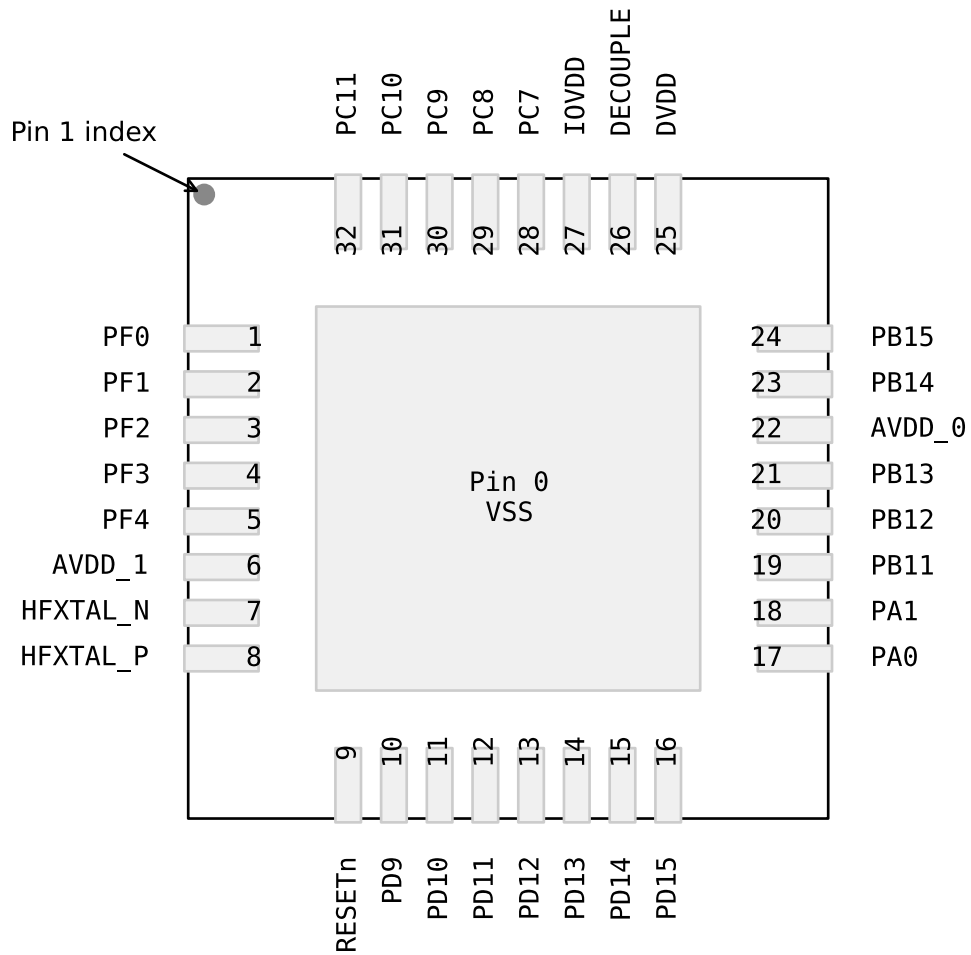 PC11
PC10
PC9
PC8
PC7
IOVDD
DECOUPLE
DVDD
Pin 1 index
32
31
30
29
28
27
26
25
PF0 1
24 PB15
PF1 2
23 PB14
PF2 3
22 AVDD_0
PF3 4
21 PB13
Pin 0
VSS
PF4 5
20 PB12
AVDD_1 6
19 PB11
HFXTAL_N 7
18 PA1
HFXTAL_P 8
17 PA0
9
10
11
12
13
14
15
16
RESETn
PD9
PD10
PD11
PD12
PD13
PD14
PD15